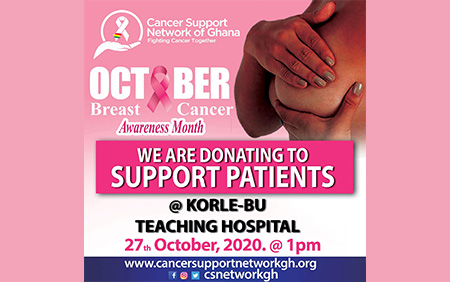 Cancer Support
Network of Ghana
Fighting Cancer Together
OCTOBER
Breast Cancer
Awareness Month
WE ARE DONATING TO
SUPPORT PATIENTS
@ KORLE-BU
TEACHING HOSPITAL
27th October, 2020. @ 1pm
www.cancersupportnetworkgh.org
csnetworkgh